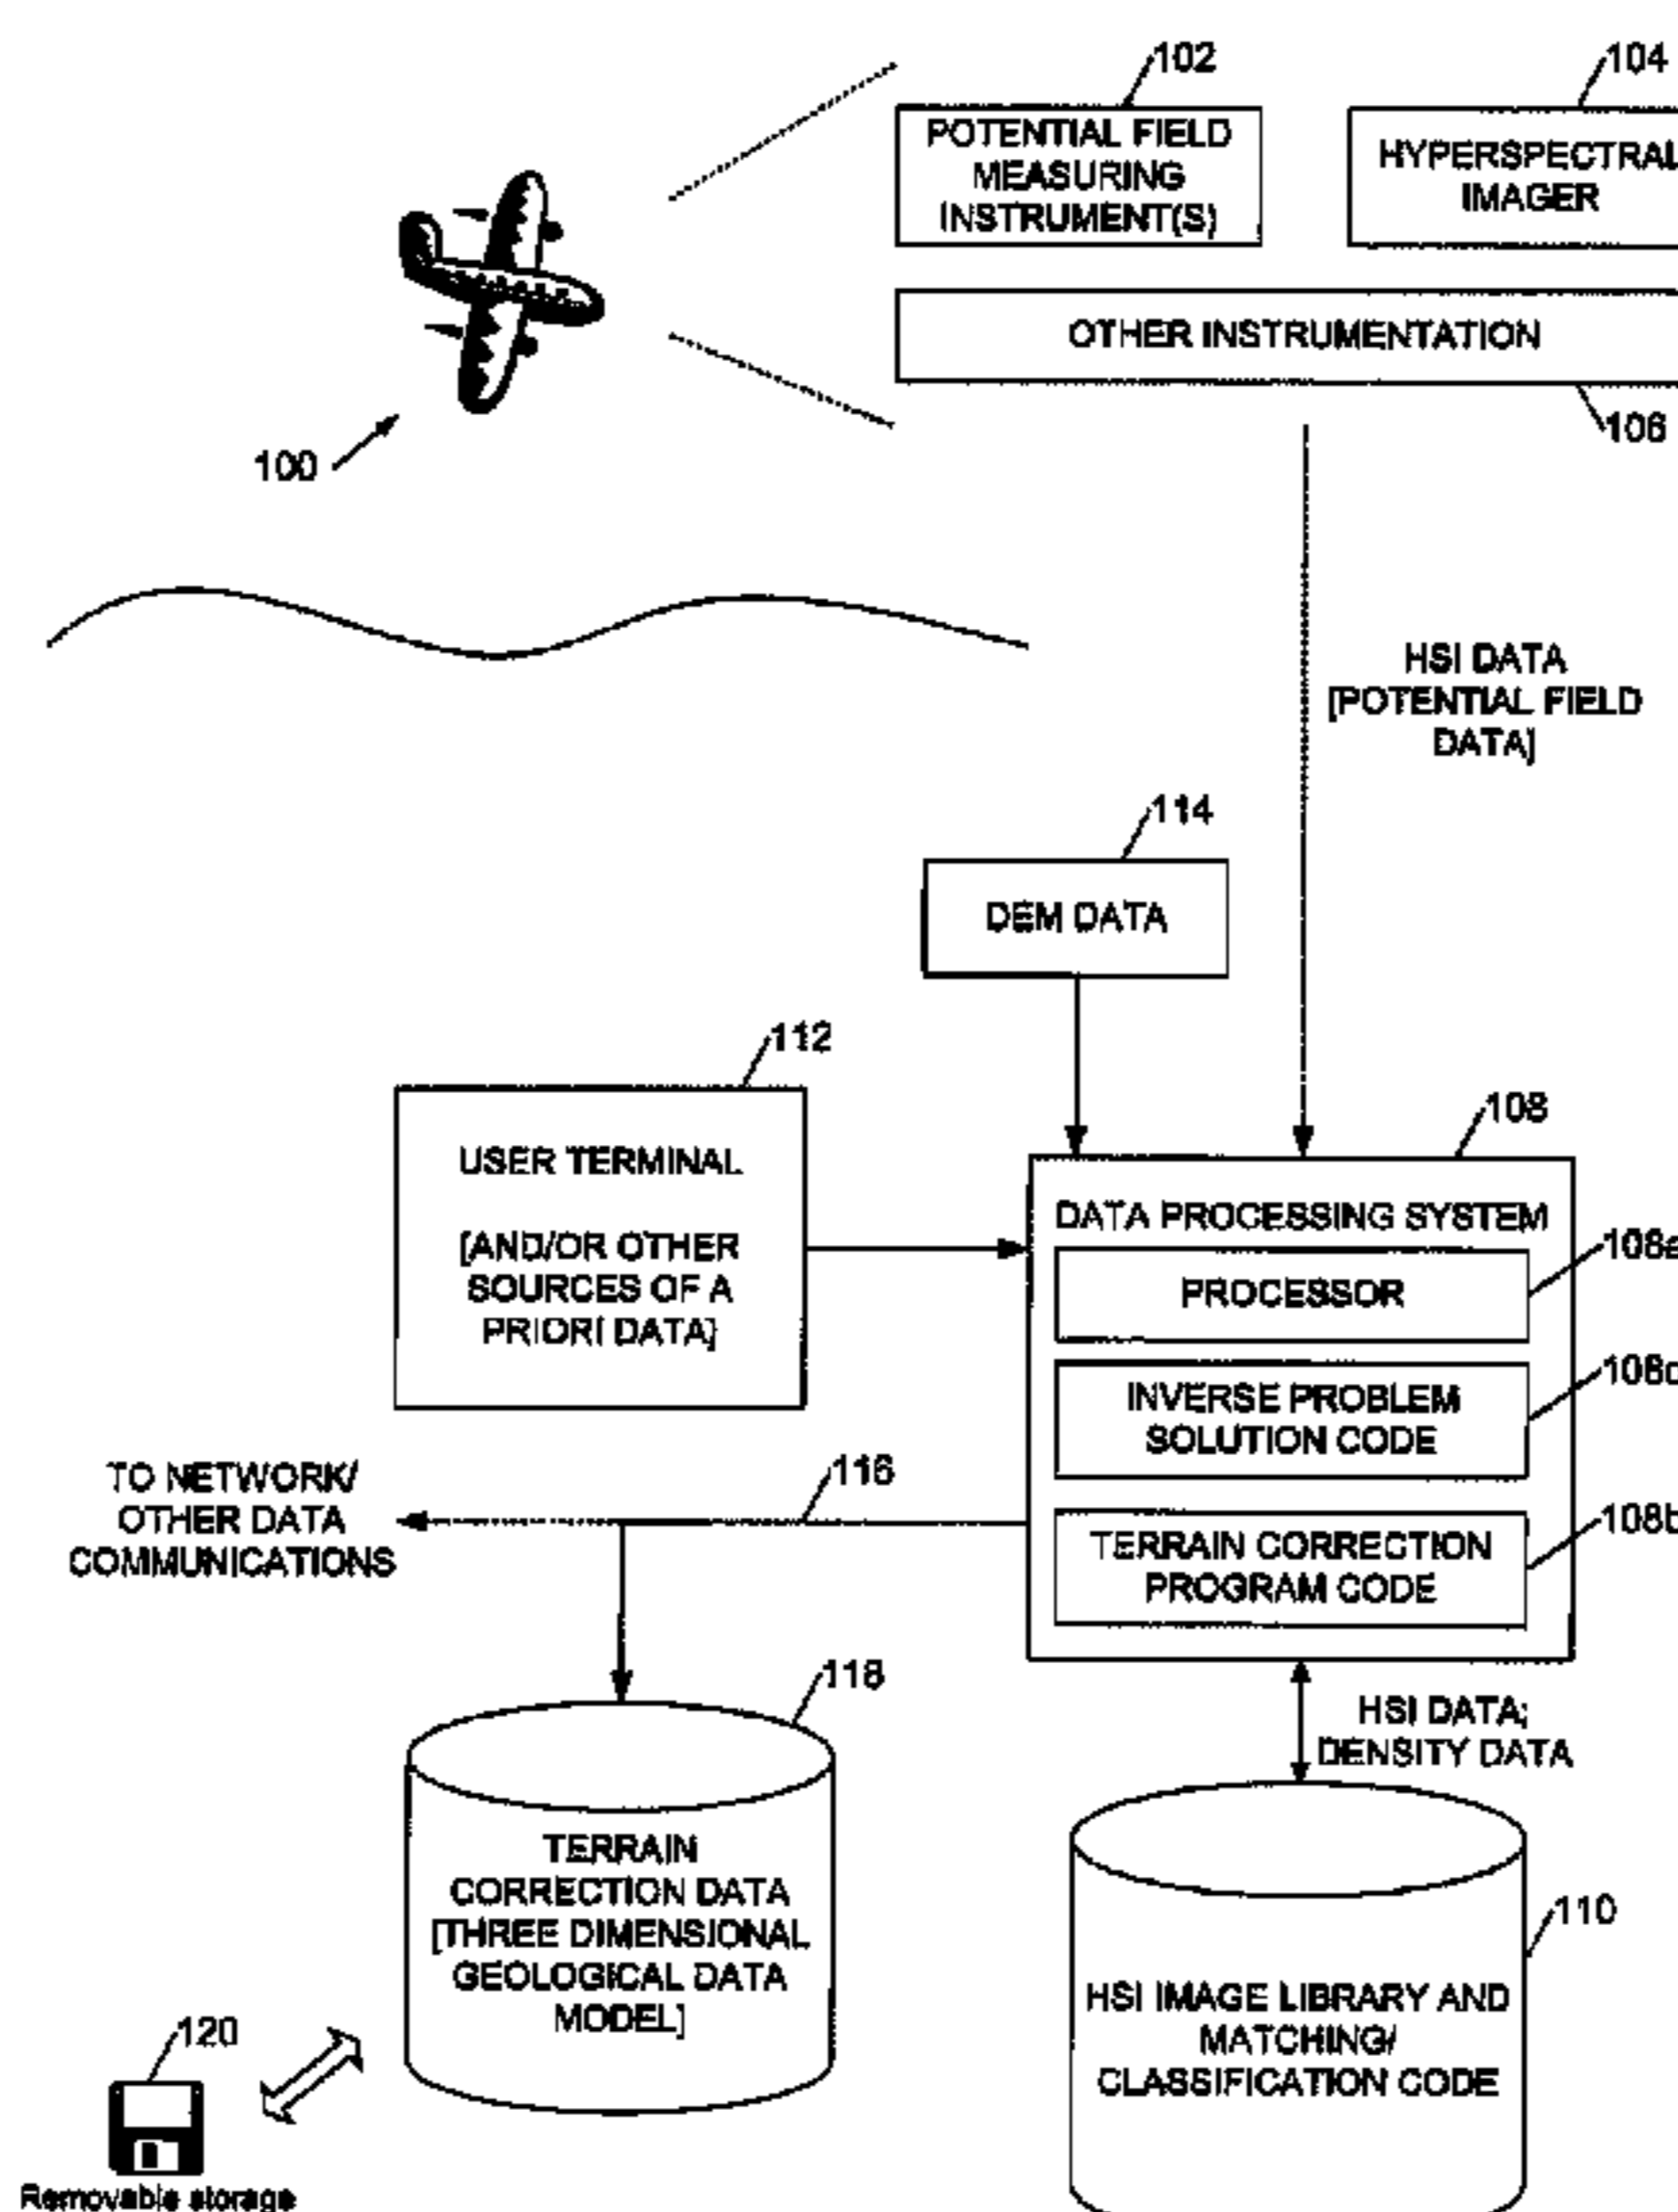 102
104
POTENTIAL FIELD
MEASURING
INSTRUMENT(S)
HYPERSPECTRAL
IMAGER
OTHER INSTRUMENTATION
106
100
HSI DATA
[POTENTIAL FIELD
DATA]
114
DEM DATA
112
USER TERMINAL
[AND/OR OTHER
SOURCES OF A
PRIORI DATA]
108
DATA PROCESSING SYSTEM
PROCESSOR
INVERSE PROBLEM
SOLUTION CODE
108b
TERRAIN CORRECTION
PROGRAM CODE
TO NETWORK/
OTHER DATA
COMMUNICATIONS
116
118
HSI DATA;
DENSITY DATA
TERRAIN
CORRECTION DATA
[THREE DIMENSIONAL
GEOLOGICAL DATA
MODEL]
110
HSI IMAGE LIBRARY AND
MATCHING/
CLASSIFICATION CODE
120
Removable storage